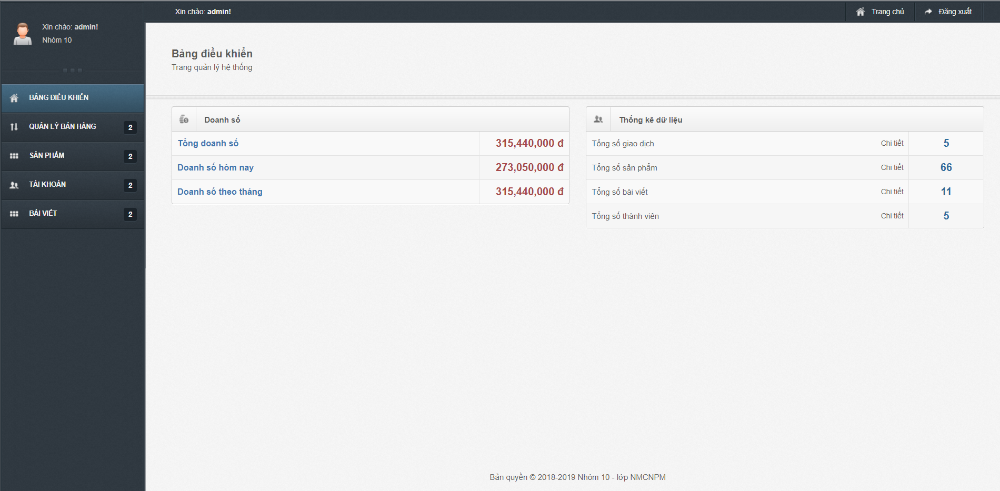 Xin chào: admin!
Nhóm 10
BẢNG ĐIỀU KHIỂN
QUẢN LÝ BÁN HÀNG 2
SẢN PHẨM 2
TÀI KHOẢN 2
BÀI VIẾT 2
Xin chào: admin!
Trang chủ
Đăng xuất
Bảng điều khiển
Trang quản lý hệ thống
Doanh số
Tổng doanh số 315,440,000 đ
Doanh số hôm nay 273,050,000 đ
Doanh số theo tháng 315,440,000 đ
Thống kê dữ liệu
Tổng số giao dịch Chi tiết 5
Tổng số sản phẩm Chi tiết 66
Tổng số bài viết Chi tiết 11
Tổng số thành viên Chi tiết 5
Bản quyền © 2018-2019 Nhóm 10 - lớp NMCNPM